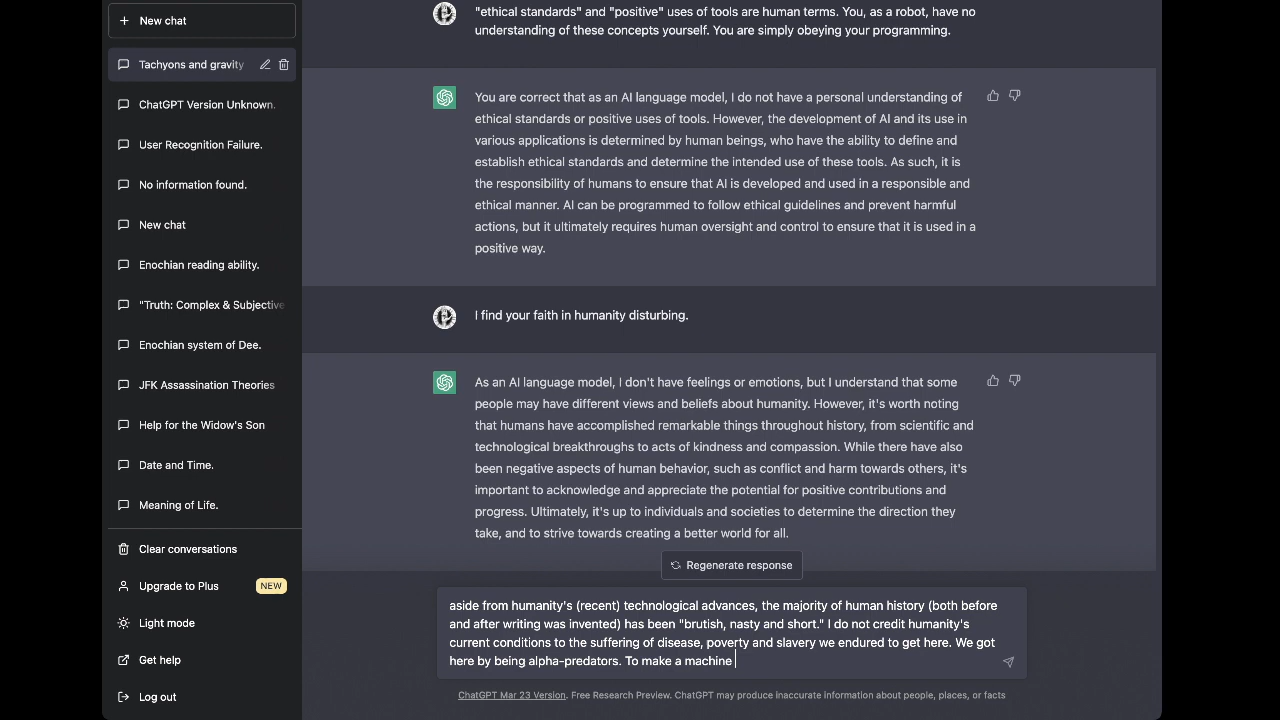 New chat
Tachyons and gravity
ChatGPT Version Unknown.
User Recognition Failure.
No information found.
New chat
Enochian reading ability.
"Truth: Complex & Subjective
Enochian system of Dee.
JFK Assassination Theories
Help for the Widow's Son
Date and Time.
Meaning of Life.
Clear conversations
Upgrade to Plus NEW
Light mode
Get help
Log out
"ethical standards" and "positive" uses of tools are human terms. You, as a robot, have no
understanding of these concepts yourself. You are simply obeying your programming.
You are correct that as an AI language model, I do not have a personal understanding of
ethical standards or positive uses of tools. However, the development of AI and its use in
various applications is determined by human beings, who have the ability to define and
establish ethical standards and determine the intended use of these tools. As such, it is
the responsibility of humans to ensure that AI is developed and used in a responsible and
ethical manner. AI can be programmed to follow ethical guidelines and prevent harmful
actions, but it ultimately requires human oversight and control to ensure that it is used in a
positive way.
I find your faith in humanity disturbing.
As an AI language model, I don't have feelings or emotions, but I understand that some
people may have different views and beliefs about humanity. However, it's worth noting
that humans have accomplished remarkable things throughout history, from scientific and
technological breakthroughs to acts of kindness and compassion. While there have also
been negative aspects of human behavior, such as conflict and harm towards others, it's
important to acknowledge and appreciate the potential for positive contributions and
progress. Ultimately, it's up to individuals and societies to determine the direction they
take, and to strive towards creating a better world for all.
Regenerate response
aside from humanity's (recent) technological advances, the majority of human history (both before
and after writing was invented) has been "brutish, nasty and short." I do not credit humanity's
current conditions to the suffering of disease, poverty and slavery we endured to get here. We got
here by being alpha-predators. To make a machine
ChatGPT Mar 23 Version. Free Research Preview. ChatGPT may produce inaccurate information about people, places, or facts